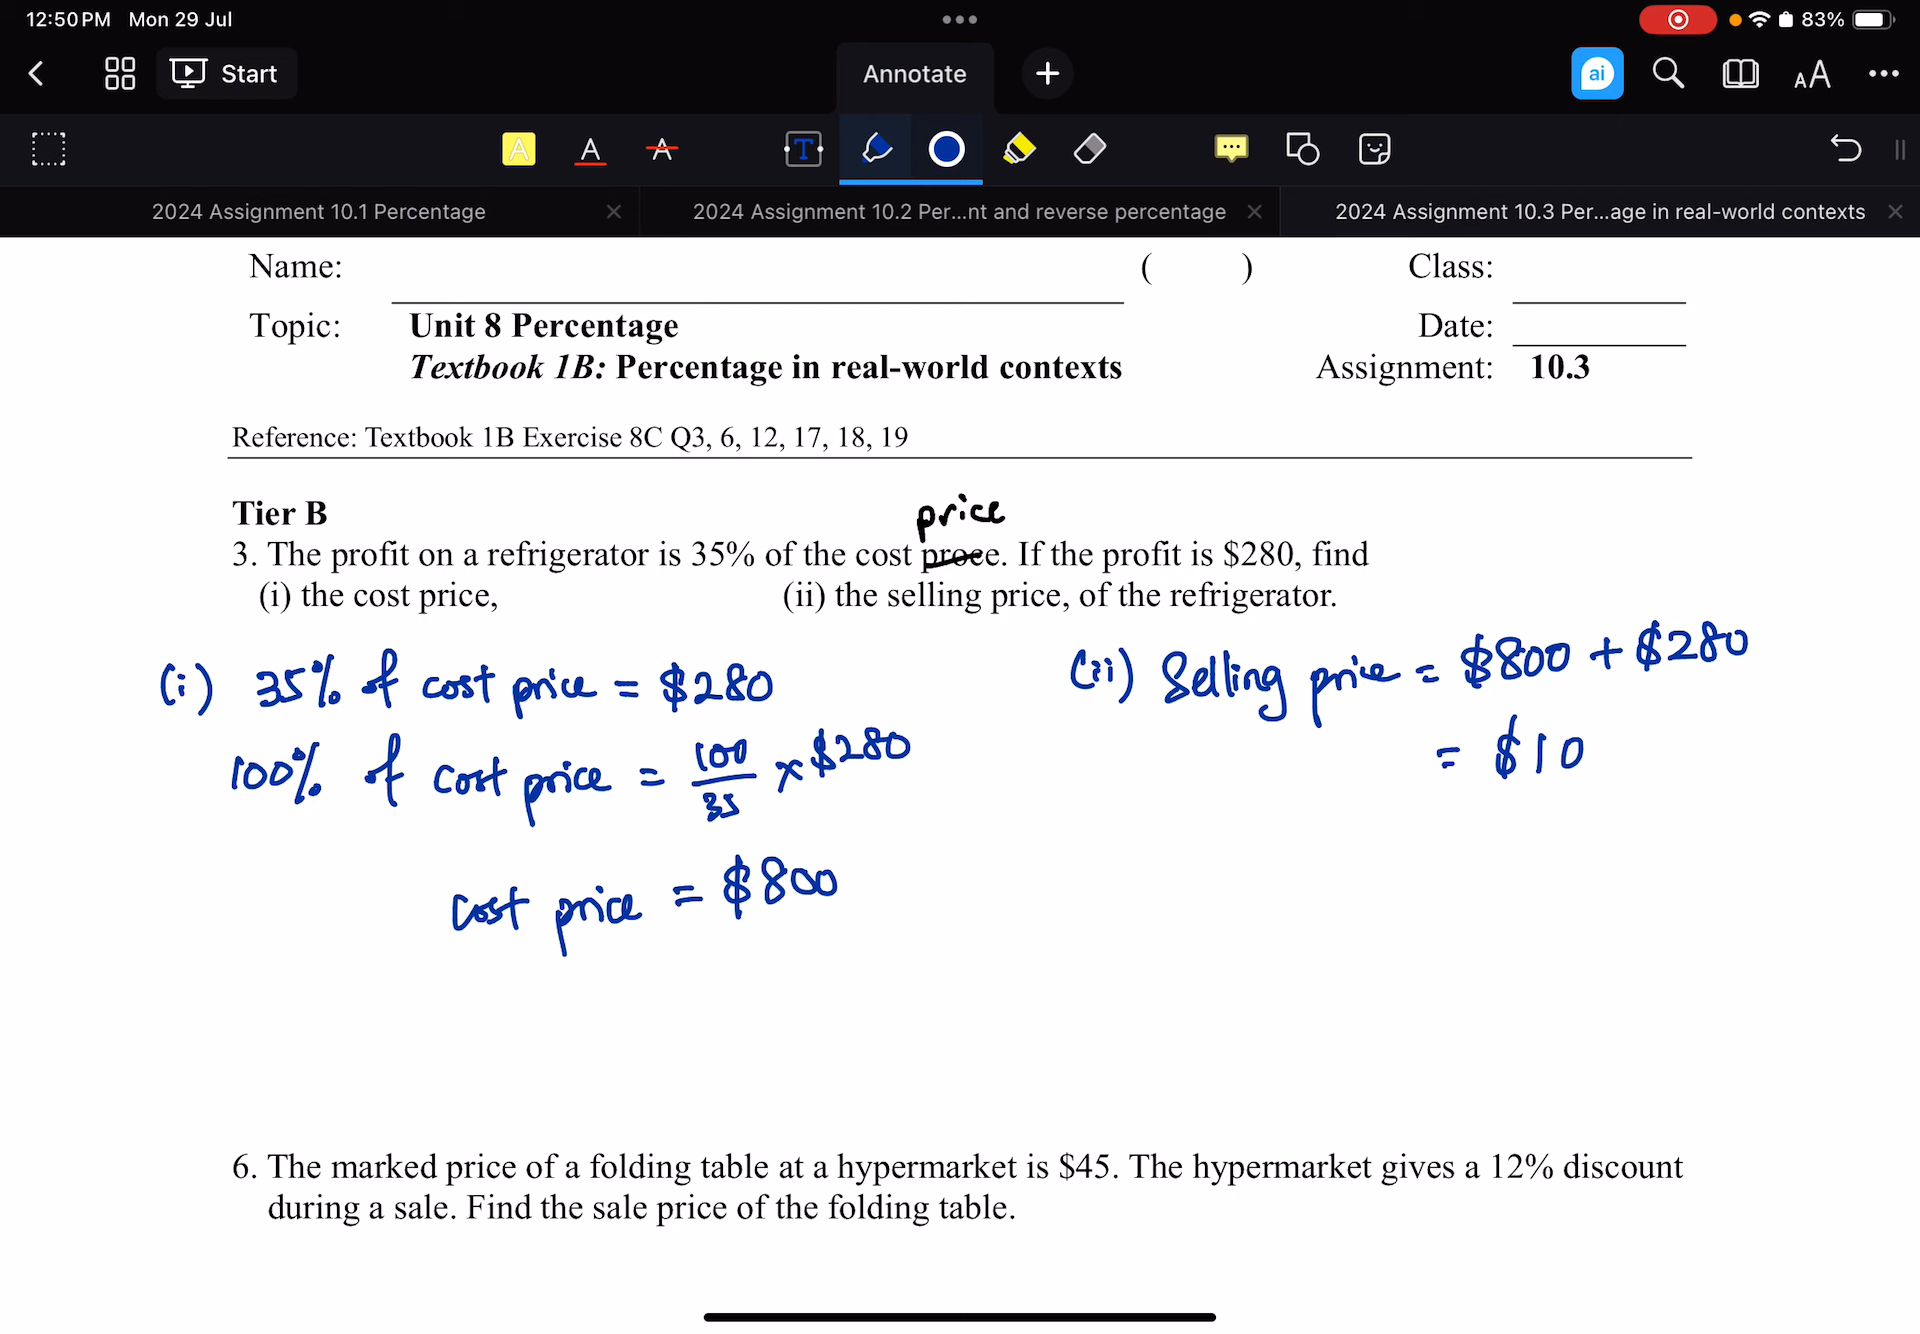 12:50 PM Mon 29 Jul
83%
Start
Annotate
ai
AA
A A A T
2024 Assignment 10.1 Percentage
2024 Assignment 10.2 Per...nt and reverse percentage
2024 Assignment 10.3 Per...age in real-world contexts
Name: ( ) Class:
Topic: Unit 8 Percentage Date:
Textbook 1B: Percentage in real-world contexts Assignment: 10.3
Reference: Textbook 1B Exercise 8C Q3, 6, 12, 17, 18, 19
Tier B
price
3. The profit on a refrigerator is 35% of the cost proce. If the profit is $280, find
(i) the cost price, (ii) the selling price, of the refrigerator.
(i) 35% of cost price = $280
100% of cost price = 100/35 × $280
cost price = $800
(ii) Selling price = $800 + $280
= $10
6. The marked price of a folding table at a hypermarket is $45. The hypermarket gives a 12% discount
during a sale. Find the sale price of the folding table.